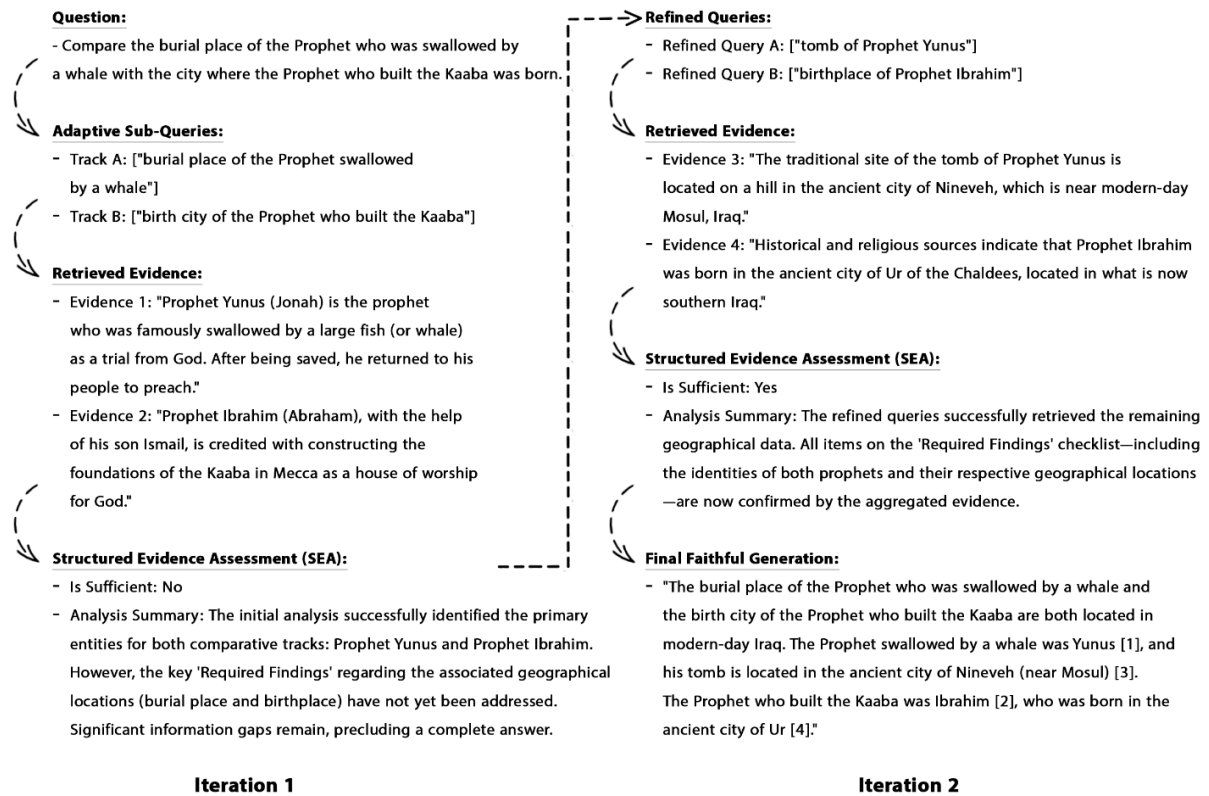 Question:
- Compare the burial place of the Prophet who was swallowed by
a whale with the city where the Prophet who built the Kaaba was born.
Adaptive Sub-Queries:
- Track A: ["burial place of the Prophet swallowed
by a whale"]
- Track B: ["birth city of the Prophet who built the Kaaba"]
Retrieved Evidence:
- Evidence 1: "Prophet Yunus (Jonah) is the prophet
who was famously swallowed by a large fish (or whale)
as a trial from God. After being saved, he returned to his
people to preach."
- Evidence 2: "Prophet Ibrahim (Abraham), with the help
of his son Ismail, is credited with constructing the
foundations of the Kaaba in Mecca as a house of worship
for God."
Structured Evidence Assessment (SEA):
- Is Sufficient: No
- Analysis Summary: The initial analysis successfully identified the primary
entities for both comparative tracks: Prophet Yunus and Prophet Ibrahim.
However, the key 'Required Findings' regarding the associated geographical
locations (burial place and birthplace) have not yet been addressed.
Significant information gaps remain, precluding a complete answer.
Iteration 1
Refined Queries:
- Refined Query A: ["tomb of Prophet Yunus"]
- Refined Query B: ["birthplace of Prophet Ibrahim"]
Retrieved Evidence:
- Evidence 3: "The traditional site of the tomb of Prophet Yunus is
located on a hill in the ancient city of Nineveh, which is near modern-day
Mosul, Iraq."
- Evidence 4: "Historical and religious sources indicate that Prophet Ibrahim
was born in the ancient city of Ur of the Chaldees, located in what is now
southern Iraq."
Structured Evidence Assessment (SEA):
- Is Sufficient: Yes
- Analysis Summary: The refined queries successfully retrieved the remaining
geographical data. All items on the 'Required Findings' checklist—including
the identities of both prophets and their respective geographical locations
—are now confirmed by the aggregated evidence.
Final Faithful Generation:
- "The burial place of the Prophet who was swallowed by a whale and
the birth city of the Prophet who built the Kaaba are both located in
modern-day Iraq. The Prophet swallowed by a whale was Yunus [1], and
his tomb is located in the ancient city of Nineveh (near Mosul) [3].
The Prophet who built the Kaaba was Ibrahim [2], who was born in the
ancient city of Ur [4]."
Iteration 2